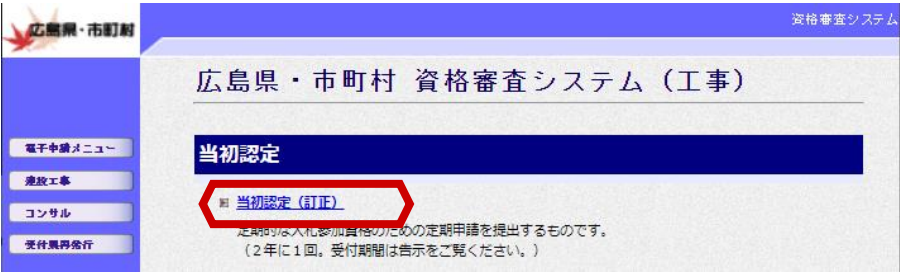 広島県・市町村
資格審査システム
広島県・市町村 資格審査システム（工事）
電子申請メニュー
建設工事
コンサル
受付票再発行
当初認定
当初認定（訂正）
定期的な入札参加資格のための定期申請を提出するものです。
（２年に１回。受付期間は告示をご覧ください。）